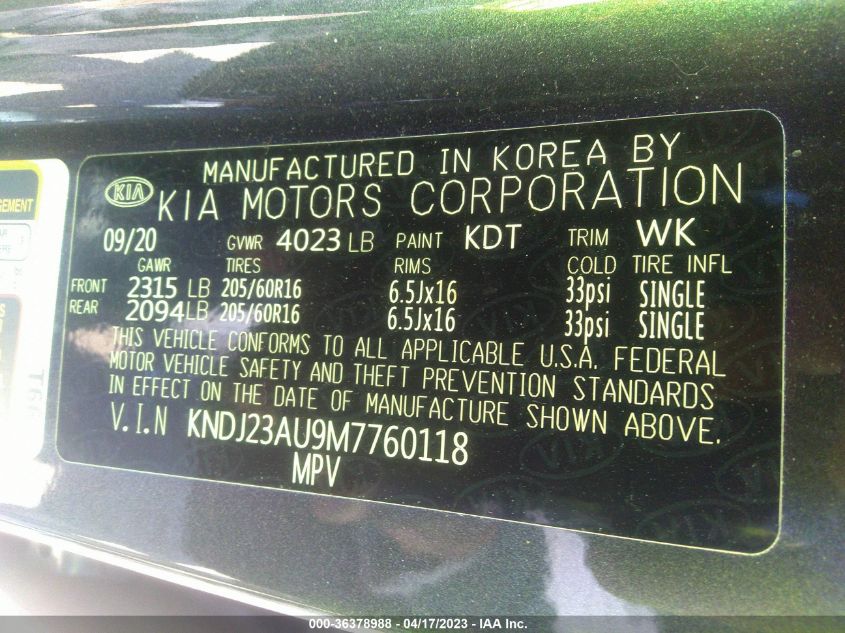 MANUFACTURED IN KOREA BY
KIA KIA MOTORS CORPORATION
09/20 GVWR 4023 LB PAINT KDT TRIM WK
GAWR TIRES RIMS COLD TIRE INFL
FRONT 2315 LB 205/60R16 6.5Jx16 33psi SINGLE
REAR 2094 LB 205/60R16 6.5Jx16 33psi SINGLE
THIS VEHICLE CONFORMS TO ALL APPLICABLE U.S.A. FEDERAL
MOTOR VEHICLE SAFETY AND THEFT PREVENTION STANDARDS
IN EFFECT ON THE DATE OF MANUFACTURE SHOWN ABOVE.
V.I.N KNDJ23AU9M7760118
MPV
000-36378988 - 04/17/2023 - IAA Inc.